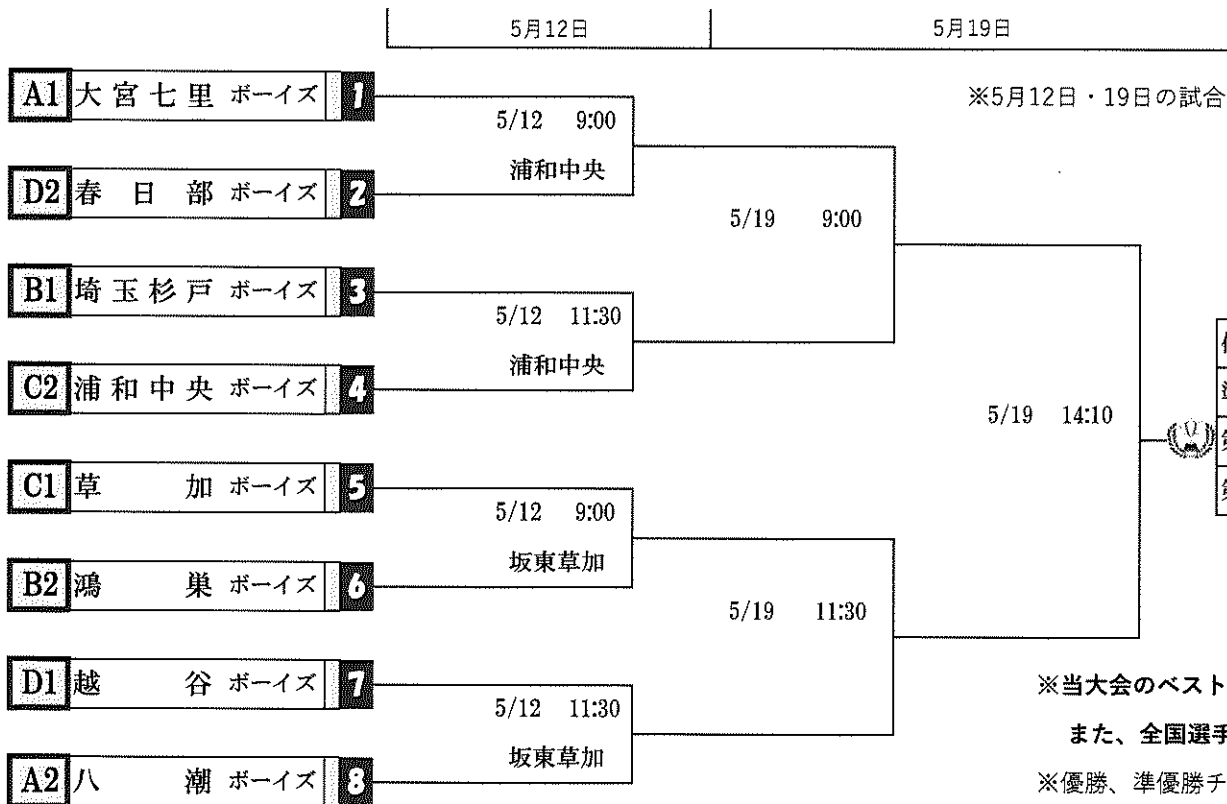 5月12日 5月19日
A1 大宮七里 ボーイズ 1
※5月12日・19日の試合
5/12 9:00
浦和中央
D2 春日部 ボーイズ 2
5/19 9:00
B1 埼玉杉戸 ボーイズ 3
5/12 11:30
浦和中央
C2 浦和中央 ボーイズ 4
5/19 14:10
C1 草加 ボーイズ 5
5/12 9:00
坂東草加
B2 鴻巣 ボーイズ 6
5/19 11:30
D1 越谷 ボーイズ 7
5/12 11:30
坂東草加
A2 八潮 ボーイズ 8
※当大会のベスト
また、全国選手
※優勝、準優勝チ